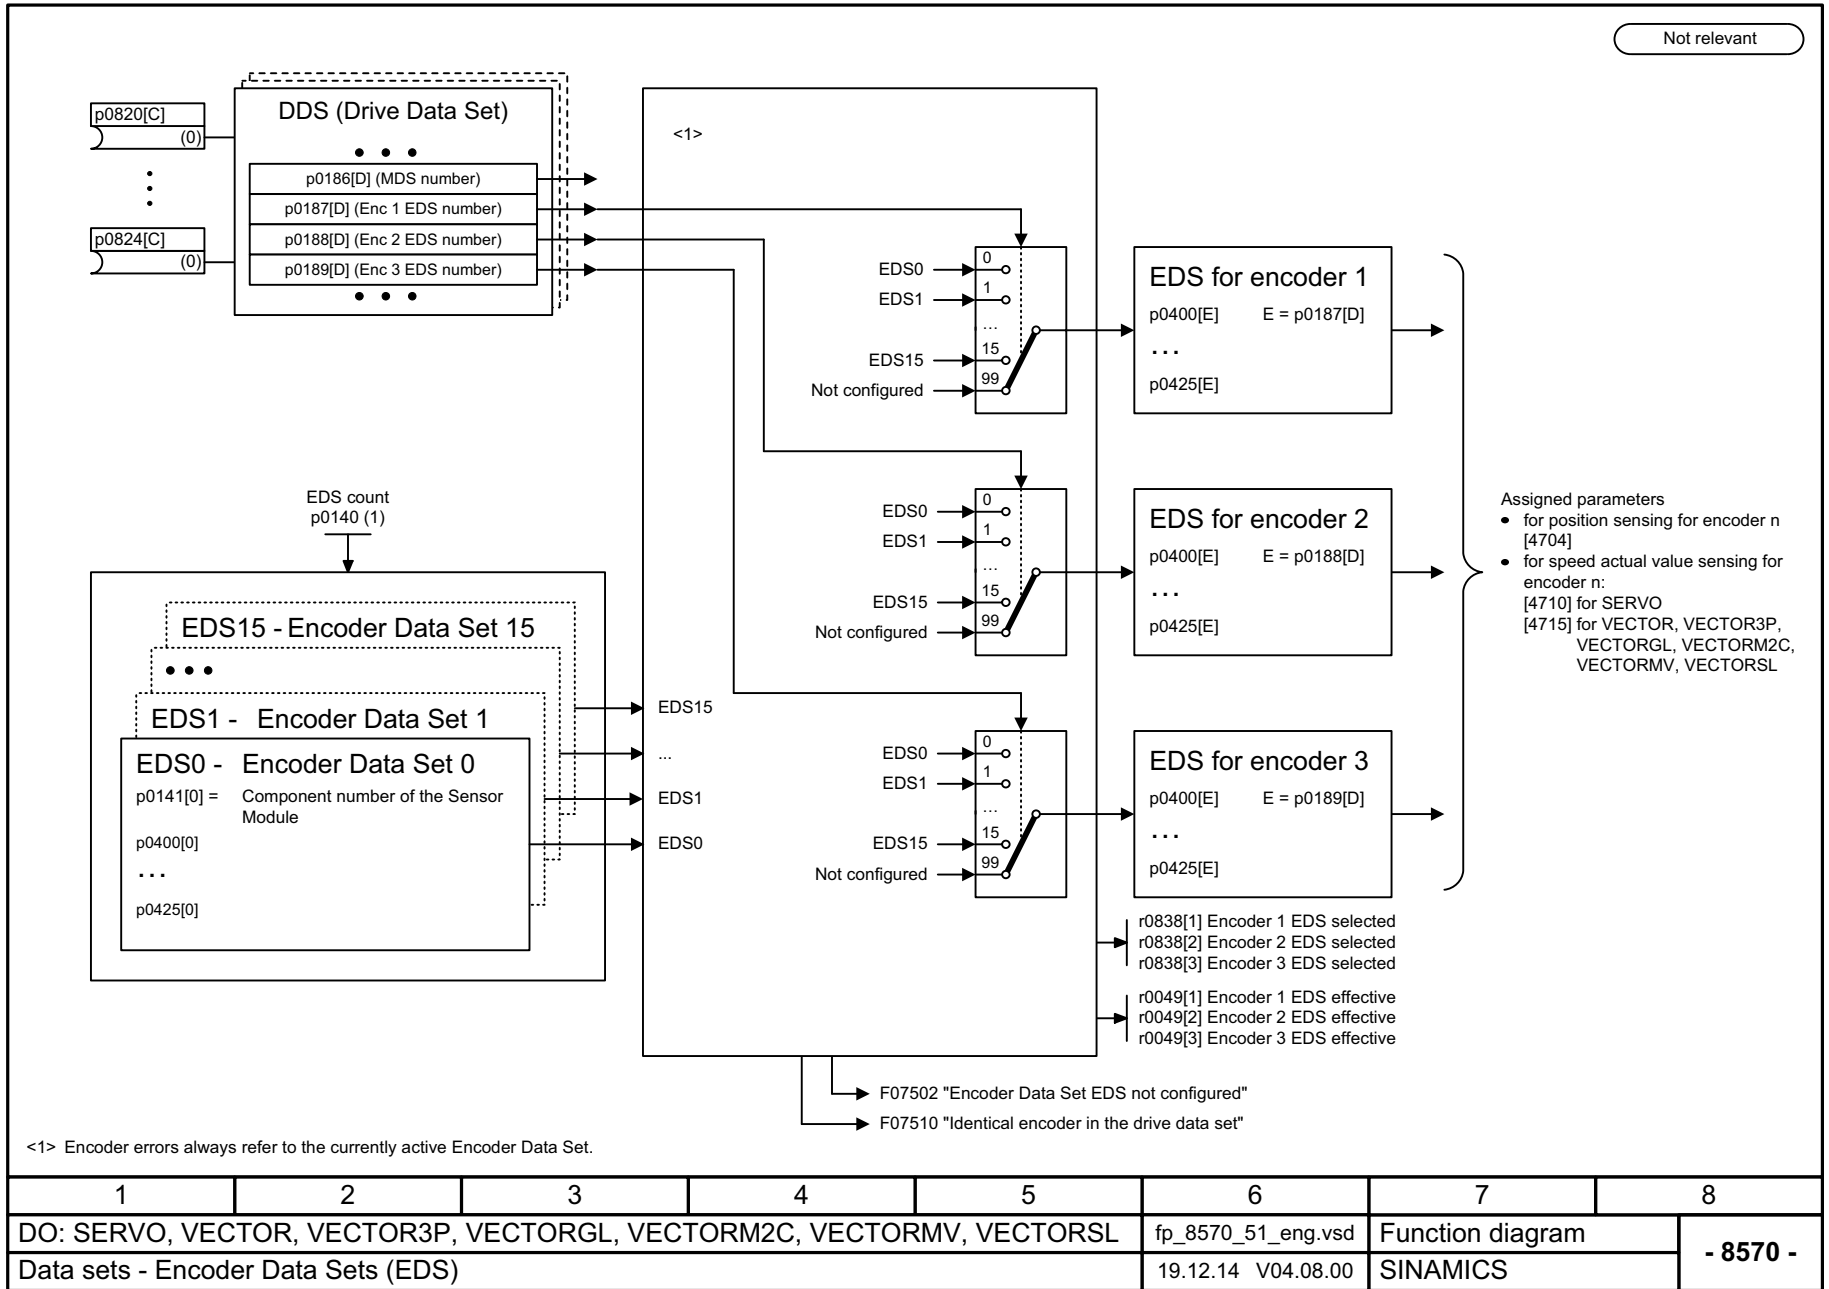 Not relevant
p0820[C]
(0)
p0824[C]
(0)
DDS (Drive Data Set)
p0186[D] (MDS number)
p0187[D] (Enc 1 EDS number)
p0188[D] (Enc 2 EDS number)
p0189[D] (Enc 3 EDS number)
<1>
EDS0
EDS1
EDS15
Not configured
0
1
...
15
99
EDS for encoder 1
p0400[E] E = p0187[D]
...
p0425[E]
EDS0
EDS1
EDS15
Not configured
0
1
...
15
99
EDS for encoder 2
p0400[E] E = p0188[D]
...
p0425[E]
EDS0
EDS1
EDS15
Not configured
0
1
...
15
99
EDS for encoder 3
p0400[E] E = p0189[D]
...
p0425[E]
Assigned parameters
• for position sensing for encoder n
[4704]
• for speed actual value sensing for
encoder n:
[4710] for SERVO
[4715] for VECTOR, VECTOR3P,
VECTORGL, VECTORM2C,
VECTORMV, VECTORSL
EDS count
p0140 (1)
EDS15 - Encoder Data Set 15
EDS1 - Encoder Data Set 1
EDS0 - Encoder Data Set 0
p0141[0] = Component number of the Sensor
Module
p0400[0]
...
p0425[0]
EDS15
...
EDS1
EDS0
r0838[1] Encoder 1 EDS selected
r0838[2] Encoder 2 EDS selected
r0838[3] Encoder 3 EDS selected
r0049[1] Encoder 1 EDS effective
r0049[2] Encoder 2 EDS effective
r0049[3] Encoder 3 EDS effective
F07502 "Encoder Data Set EDS not configured"
F07510 "Identical encoder in the drive data set"
<1> Encoder errors always refer to the currently active Encoder Data Set.
1 2 3 4 5 6 7 8
DO: SERVO, VECTOR, VECTOR3P, VECTORGL, VECTORM2C, VECTORMV, VECTORSL
fp_8570_51_eng.vsd
Function diagram
- 8570 -
Data sets - Encoder Data Sets (EDS)
19.12.14 V04.08.00
SINAMICS